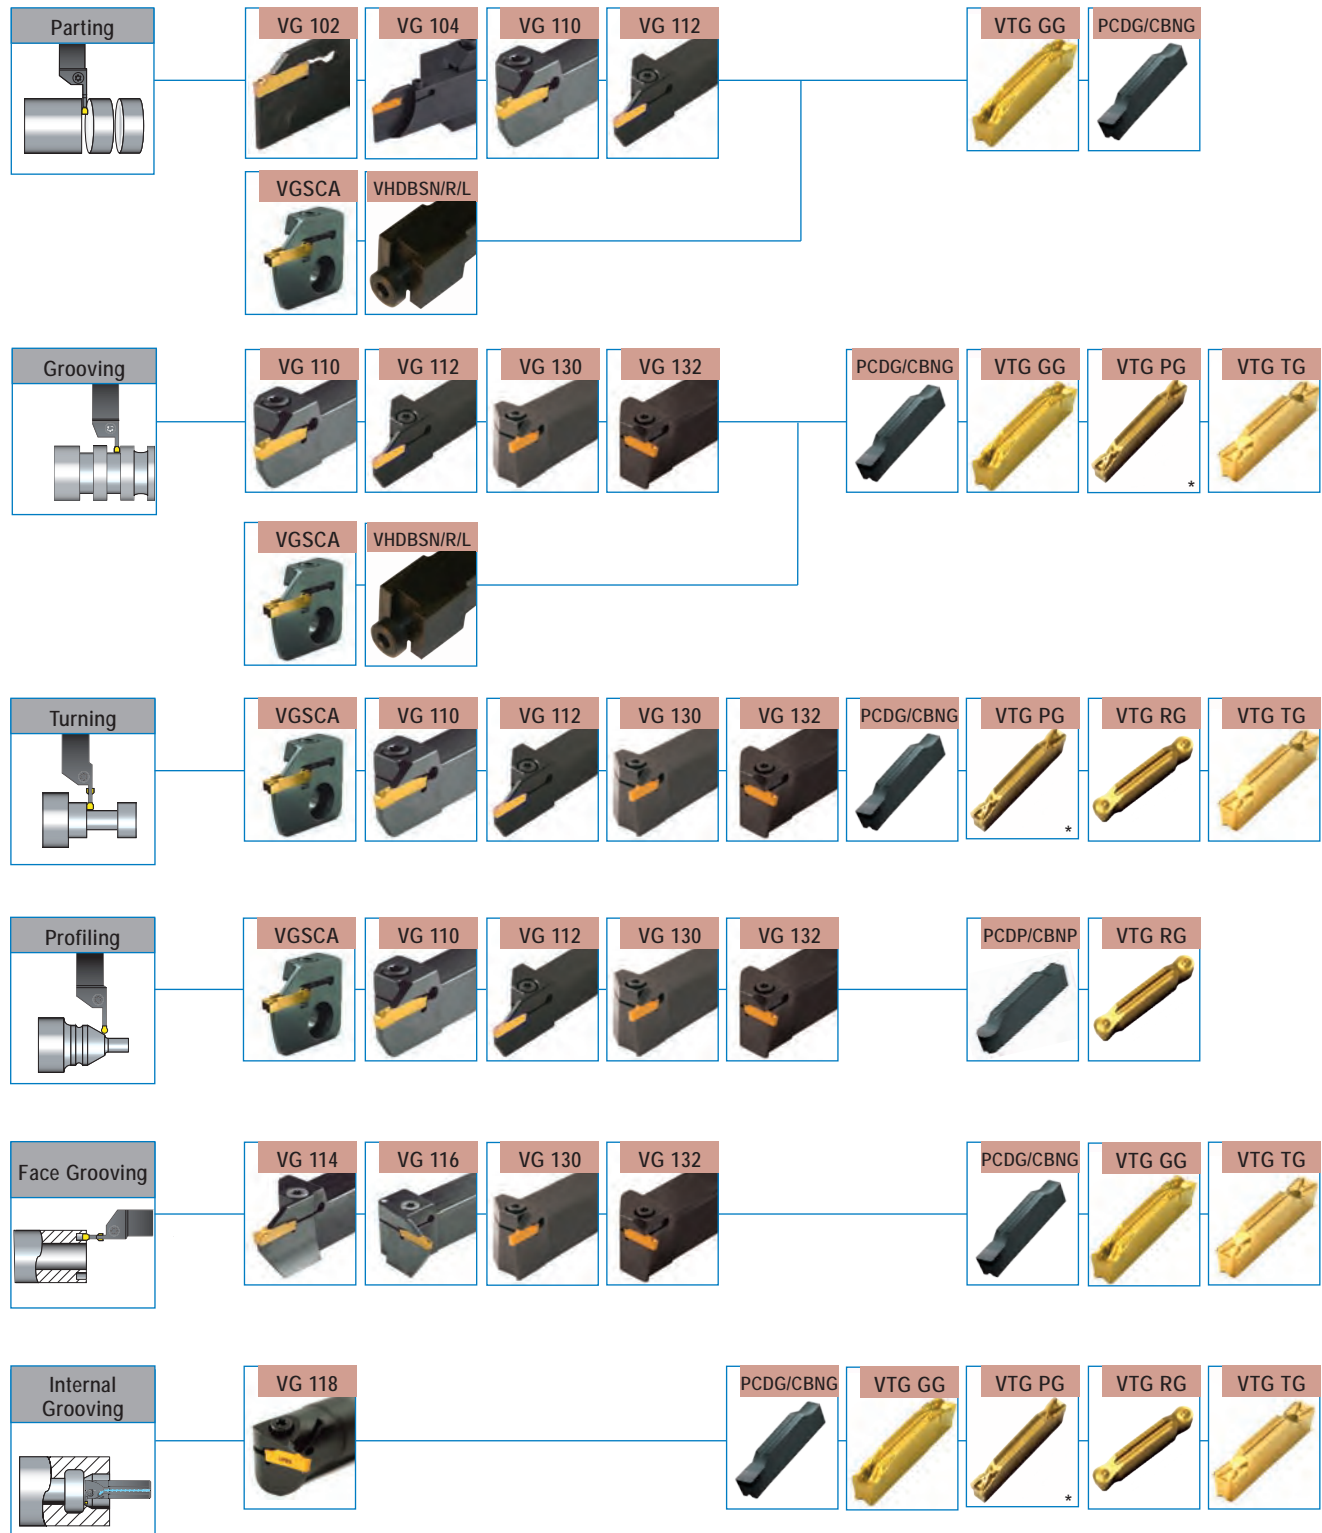 Parting
VG 102
VG 104
VG 110
VG 112
VTG GG
PCDG/CBNG
VGSCA
VHDBSN/R/L
Grooving
VG 110
VG 112
VG 130
VG 132
PCDG/CBNG
VTG GG
VTG PG
VTG TG
*
VGSCA
VHDBSN/R/L
Turning
VGSCA
VG 110
VG 112
VG 130
VG 132
PCDG/CBNG
VTG PG
VTG RG
VTG TG
*
Profiling
VGSCA
VG 110
VG 112
VG 130
VG 132
PCDP/CBNP
VTG RG
Face Grooving
VG 114
VG 116
VG 130
VG 132
PCDG/CBNG
VTG GG
VTG TG
Internal
Grooving
VG 118
PCDG/CBNG
VTG GG
VTG PG
VTG RG
VTG TG
*